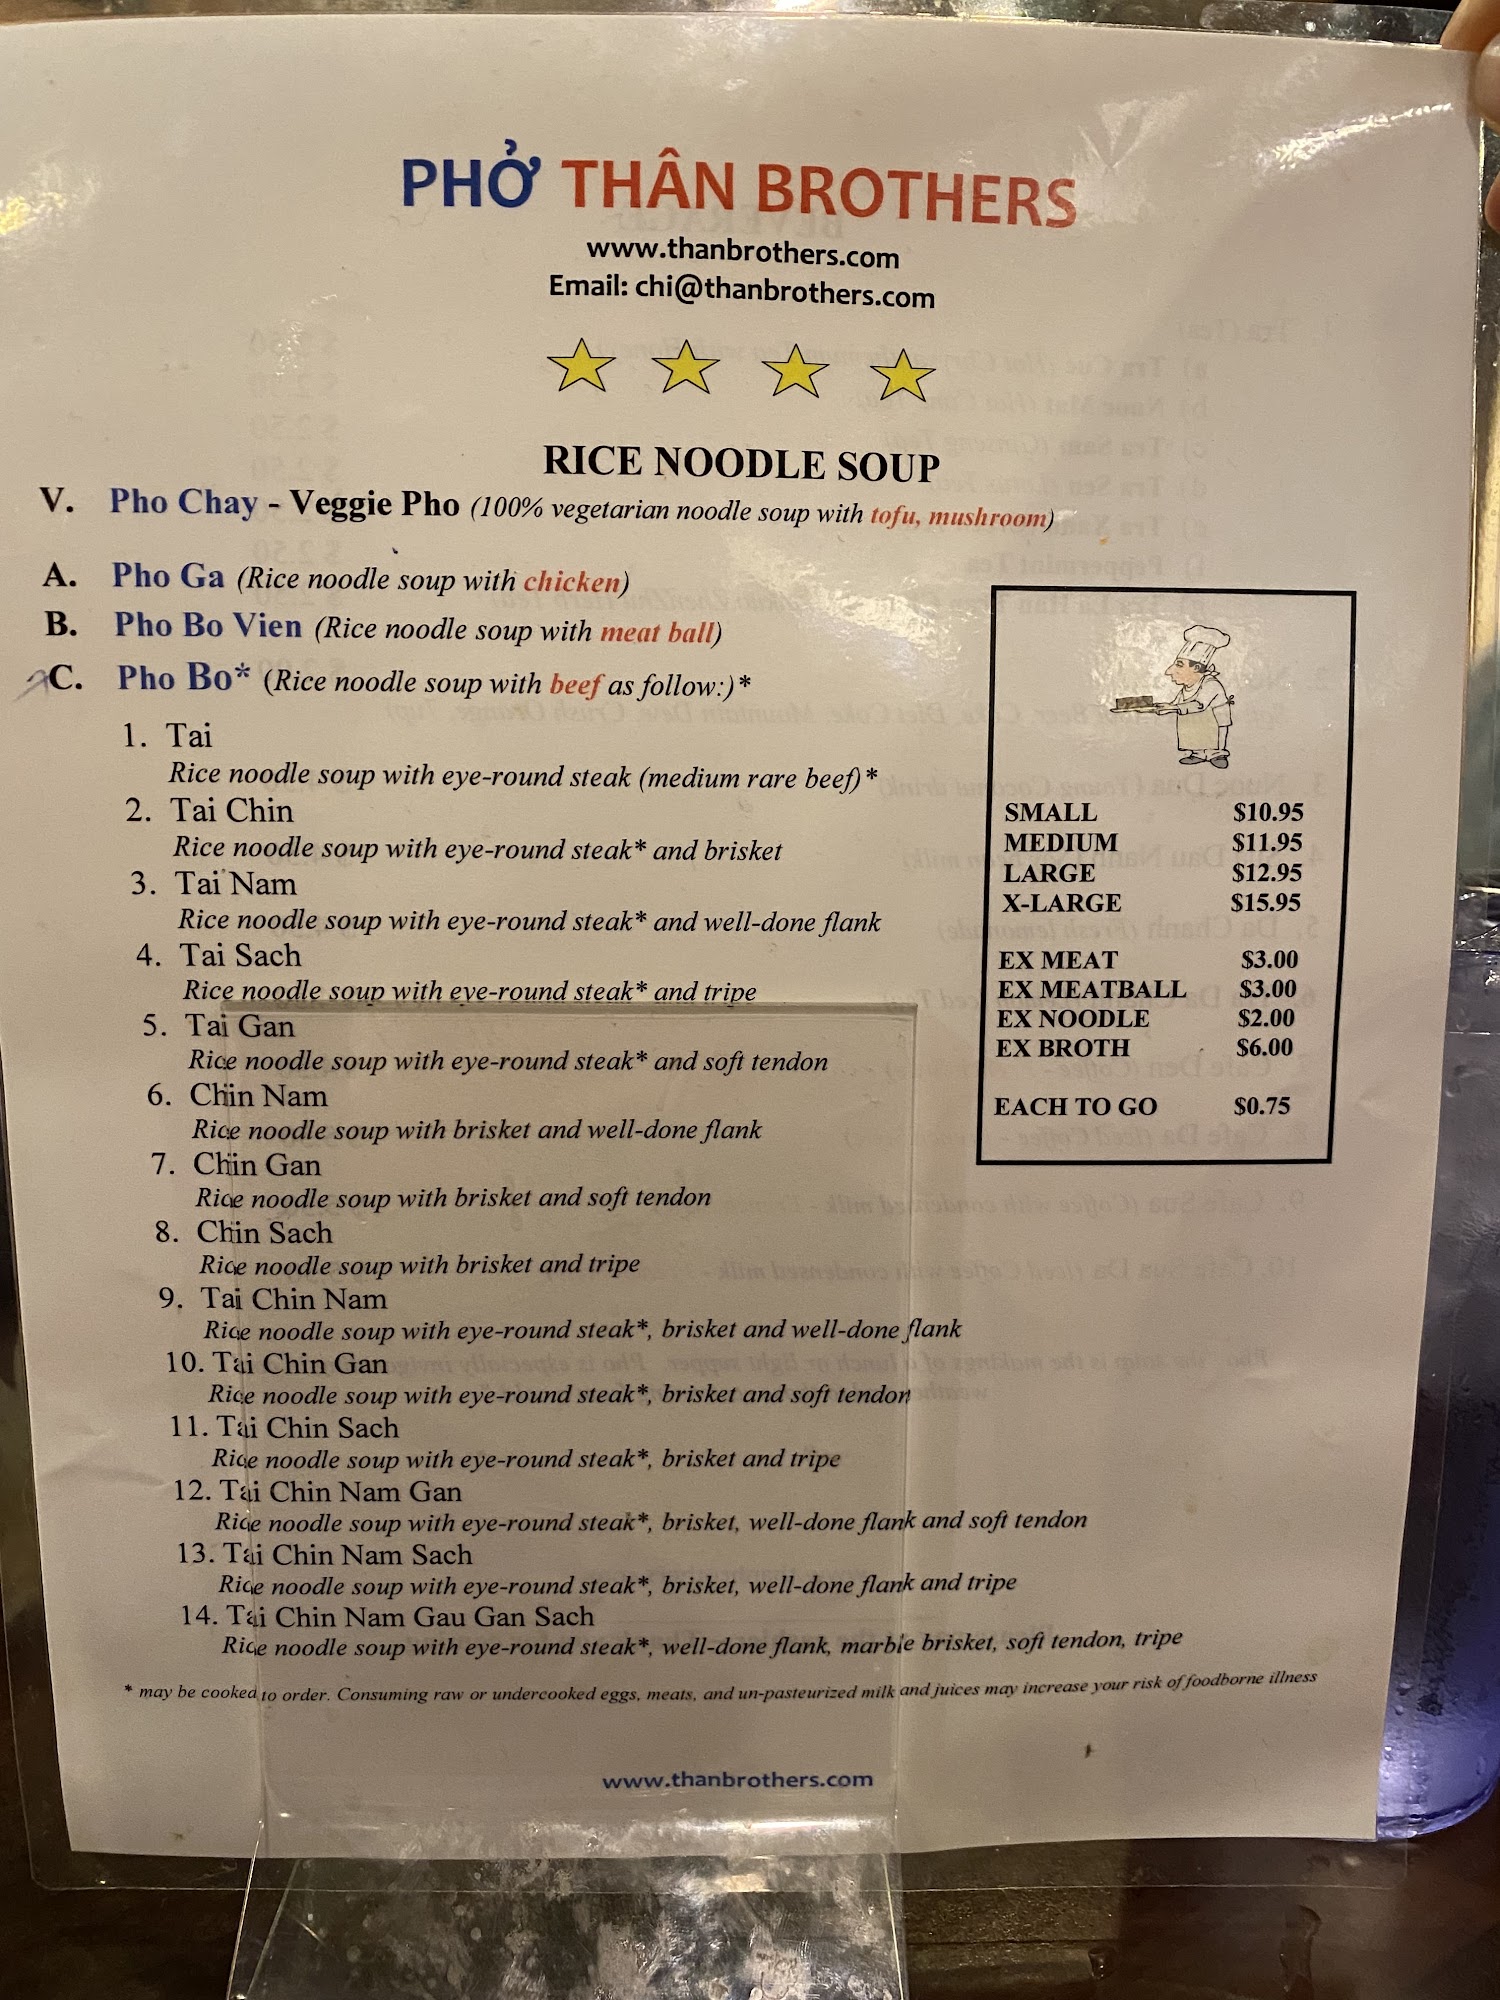 PHỞ THÂN BROTHERS
www.thanbrothers.com
Email: chi@thanbrothers.com
RICE NOODLE SOUP
V. Pho Chay - Veggie Pho (100% vegetarian noodle soup with tofu, mushroom)
A. Pho Ga (Rice noodle soup with chicken)
B. Pho Bo Vien (Rice noodle soup with meat ball)
C. Pho Bo* (Rice noodle soup with beef as follow:)*
1. Tai
Rice noodle soup with eye-round steak (medium rare beef)*
2. Tai Chin
Rice noodle soup with eye-round steak* and brisket
3. Tai Nam
Rice noodle soup with eye-round steak* and well-done flank
4. Tai Sach
Rice noodle soup with eye-round steak* and tripe
5. Tai Gan
Rice noodle soup with eye-round steak* and soft tendon
6. Chin Nam
Rice noodle soup with brisket and well-done flank
7. Chin Gan
Rice noodle soup with brisket and soft tendon
8. Chin Sach
Rice noodle soup with brisket and tripe
9. Tai Chin Nam
Rice noodle soup with eye-round steak*, brisket and well-done flank
10. Tai Chin Gan
Rice noodle soup with eye-round steak*, brisket and soft tendon
11. Tai Chin Sach
Rice noodle soup with eye-round steak*, brisket and tripe
12. Tai Chin Nam Gan
Rice noodle soup with eye-round steak*, brisket, well-done flank and soft tendon
13. Tai Chin Nam Sach
Rice noodle soup with eye-round steak*, brisket, well-done flank and tripe
14. Tai Chin Nam Gau Gan Sach
Rice noodle soup with eye-round steak*, well-done flank, marble brisket, soft tendon, tripe
* may be cooked to order. Consuming raw or undercooked eggs, meats, and un-pasteurized milk and juices may increase your risk of foodborne illness
www.thanbrothers.com
SMALL $10.95
MEDIUM $11.95
LARGE $12.95
X-LARGE $15.95
EX MEAT $3.00
EX MEATBALL $3.00
EX NOODLE $2.00
EX BROTH $6.00
EACH TO GO $0.75